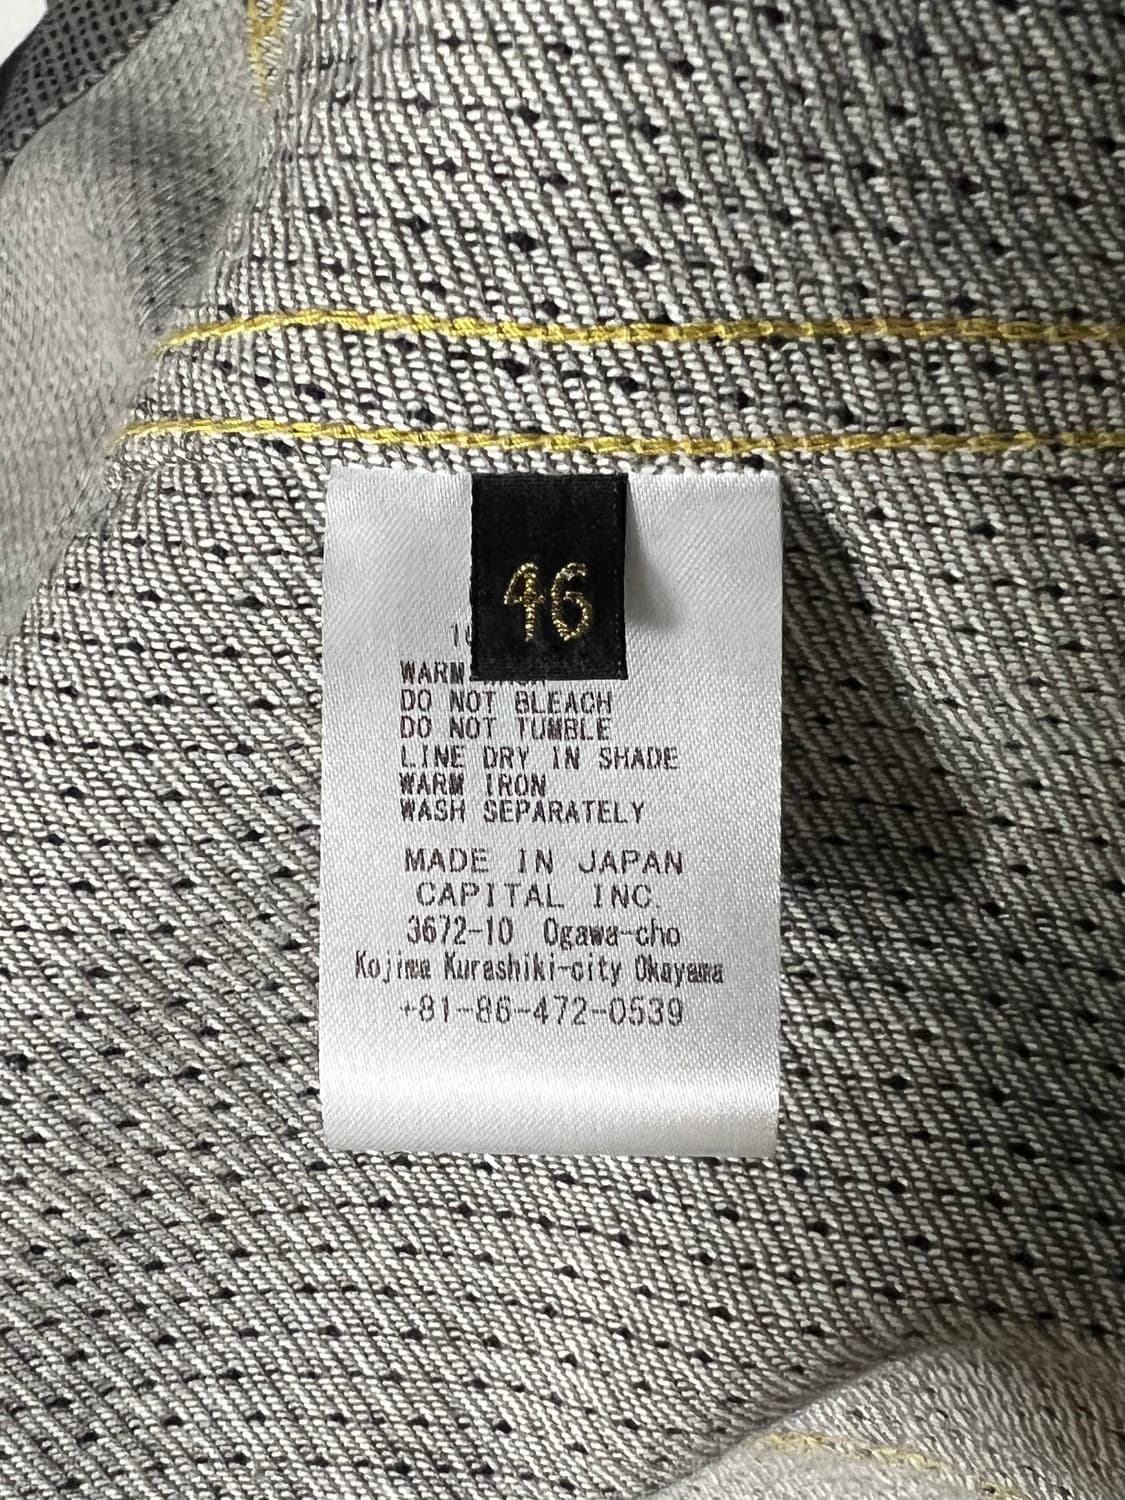 46
WARM
DO NOT BLEACH
DO NOT TUMBLE
LINE DRY IN SHADE
WARM IRON
WASH SEPARATELY
MADE IN JAPAN
CAPITAL INC.
3672-10 Ogawa-cho
Kojima Kurashiki-city Okayama
+81-86-472-0539